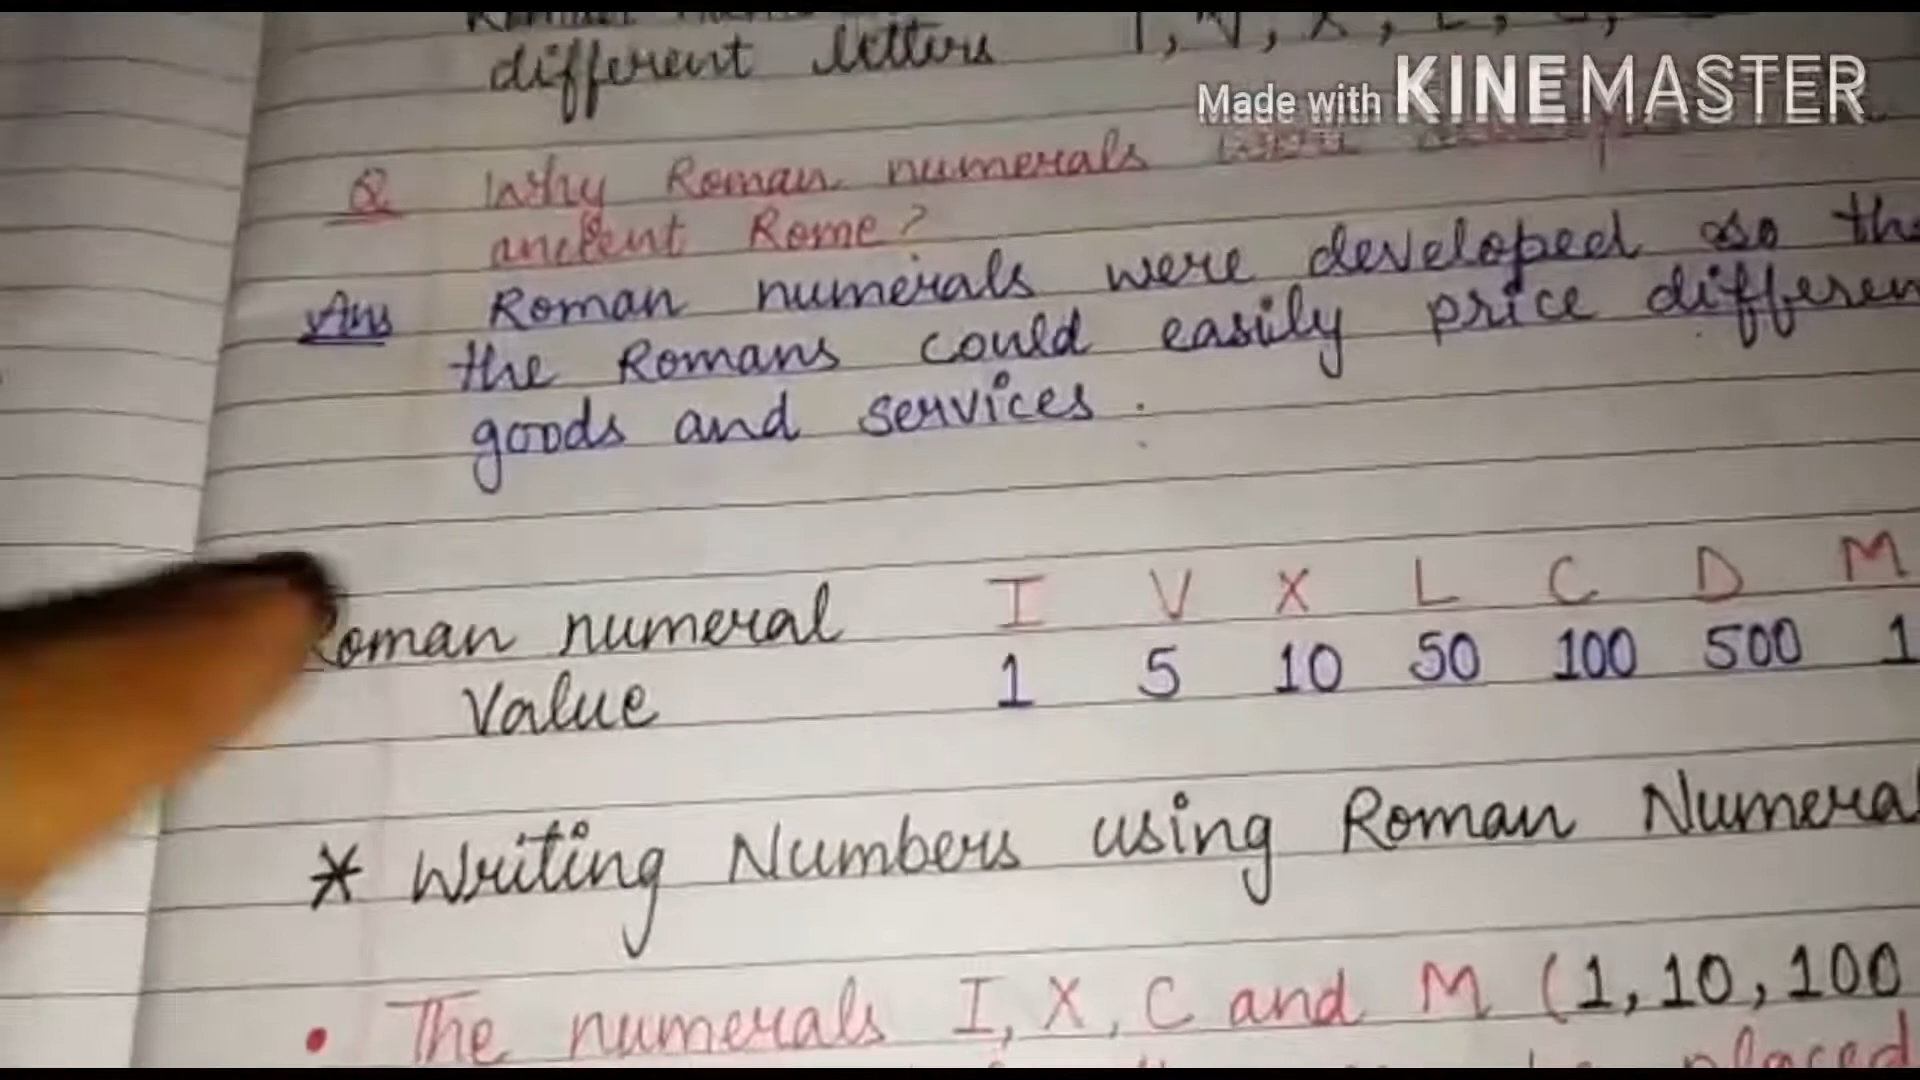 different letters I, V, X, L,
Made with KINEMASTER
Q Why Roman numerals
ancient Rome?
Ans Roman numerals were developed so
the Romans could easily price differen
goods and services.
Roman numeral I V X L C D M
Value 1 5 10 50 100 500 1
* Writing Numbers using Roman Numeral
• The numerals I, X, C and M (1, 10, 100
placed